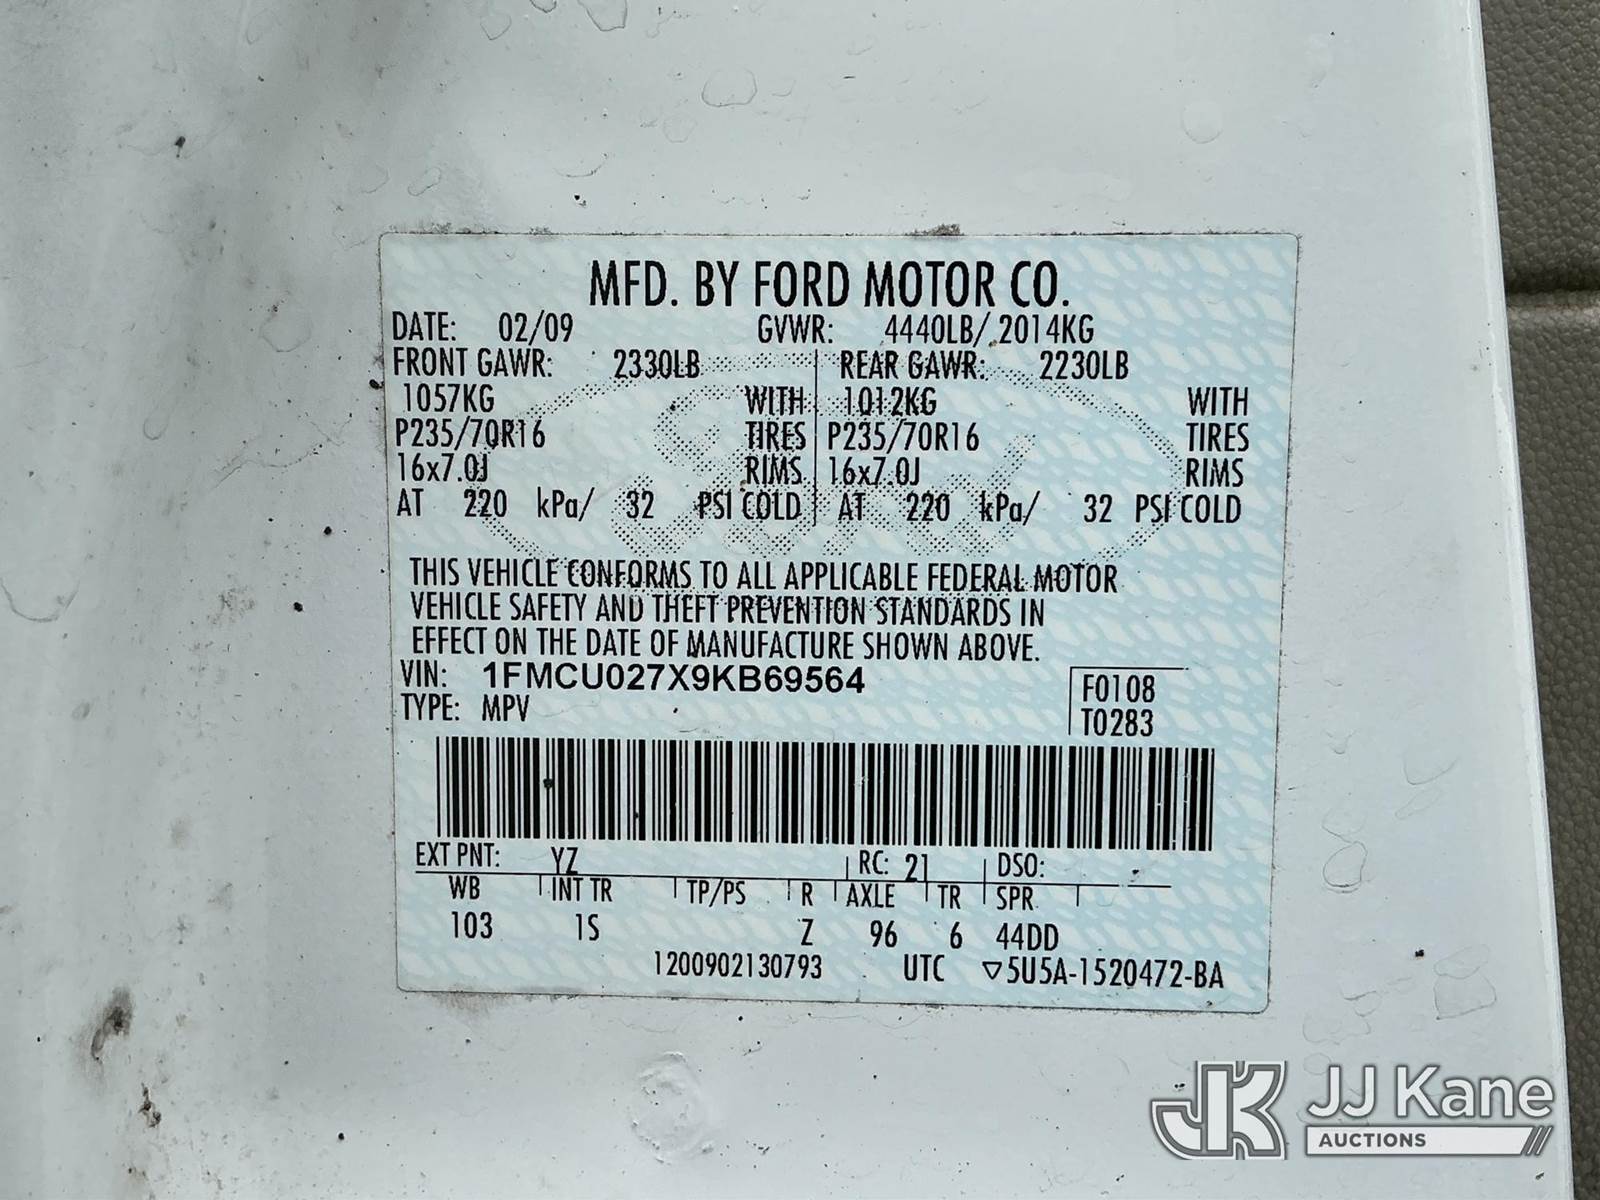 MFD. BY FORD MOTOR CO.
DATE: 02/09 GVWR: 4440LB/ 2014KG
FRONT GAWR: 2330LB REAR GAWR: 2230LB
1057KG WITH 1012KG WITH
P235/70R16 TIRES P235/70R16 TIRES
16x7.0J RIMS 16x7.0J RIMS
AT 220 kPa/ 32 PSI COLD AT 220 kPa/ 32 PSI COLD
Ford
THIS VEHICLE CONFORMS TO ALL APPLICABLE FEDERAL MOTOR
VEHICLE SAFETY AND THEFT PREVENTION STANDARDS IN
EFFECT ON THE DATE OF MANUFACTURE SHOWN ABOVE.
VIN: 1FMCU027X9KB69564 F0108
TYPE: MPV T0283
EXT PNT: YZ RC: 21 DSO:
WB INT TR TP/PS R AXLE TR SPR
103 1S Z 96 6 44DD
1200902130793 UTC ▽5U5A-1520472-BA
JK JJ Kane
AUCTIONS